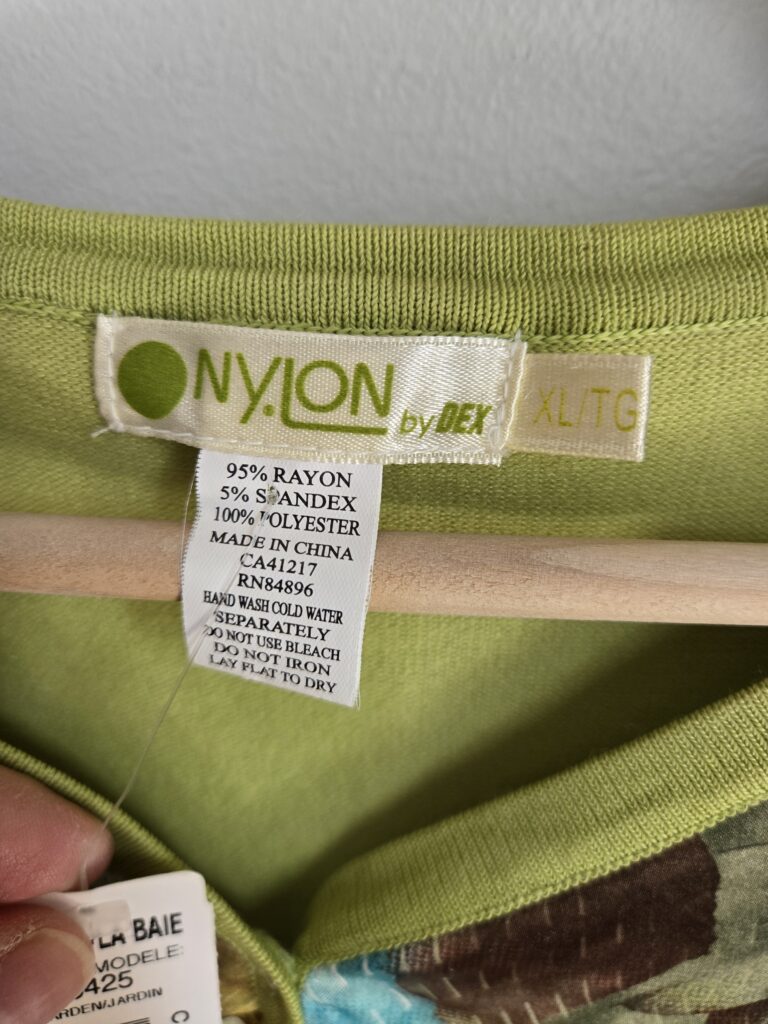 NY.LON by DEX
XL/TG
95% RAYON
5% SPANDEX
100% POLYESTER
MADE IN CHINA
CA41217
RN84896
HAND WASH COLD WATER
SEPARATELY
DO NOT USE BLEACH
DO NOT IRON
LAY FLAT TO DRY
/LA BAIE
MODELE:
425
/JARDIN
C